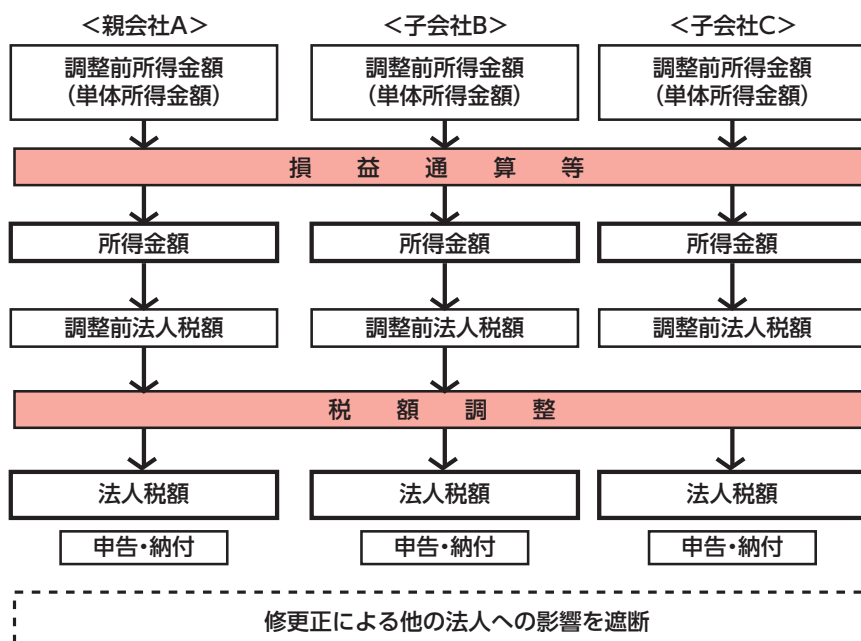 <親会社A>
<子会社B>
<子会社C>
調整前所得金額
(単体所得金額)
調整前所得金額
(単体所得金額)
調整前所得金額
(単体所得金額)
損益通算等
所得金額
所得金額
所得金額
調整前法人税額
調整前法人税額
調整前法人税額
税額調整
法人税額
法人税額
法人税額
申告・納付
申告・納付
申告・納付
修更正による他の法人への影響を遮断